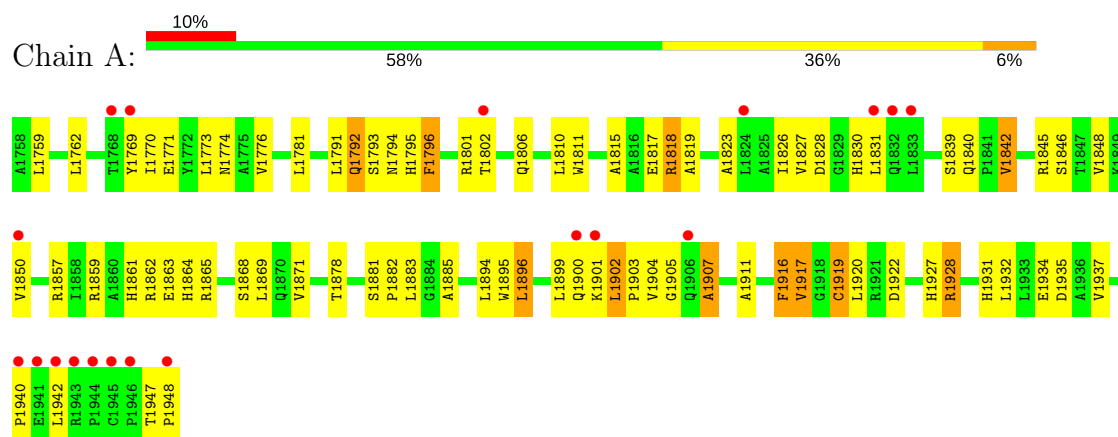 10%
Chain A:
58% 36% 6%
A1758 L1759 L1762 T1768 Y1769 I1770 E1771 Y1772 L1773 N1774 A1775 V1776 L1781 L1791 Q1792 S1793 N1794 H1795 F1796 R1801 T1802 Q1806 L1810 W1811 A1815 A1816 E1817 R1818 A1819 A1823 L1824 A1825 I1826 V1827 D1828 G1829 H1830 L1831 Q1832 L1833 S1839 Q1840 P1841 V1842 R1845 S1846 T1847 V1848
V1850 R1857 I1858 R1859 A1860 H1861 R1862 E1863 H1864 R1865 S1868 L1869 Q1870 V1871 T1878 S1881 P1882 L1883 G1884 A1885 L1894 W1895 L1896 L1899 Q1900 K1901 L1902 P1903 V1904 G1905 Q1906 A1907 A1911 F1916 V1917 G1918 C1919 L1920 R1921 D1922 H1927 R1928 H1931 L1932 L1933 E1934 D1935 A1936 V1937
P1940 E1941 L1942 R1943 P1944 C1945 P1946 T1947 P1948